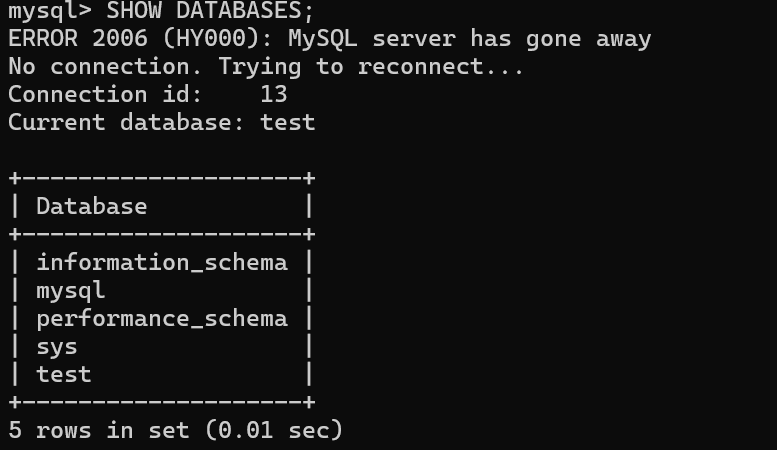 mysql> SHOW DATABASES;
ERROR 2006 (HY000): MySQL server has gone away
No connection. Trying to reconnect...
Connection id:    13
Current database: test

+--------------------+
| Database           |
+--------------------+
| information_schema |
| mysql              |
| performance_schema |
| sys                |
| test               |
+--------------------+
5 rows in set (0.01 sec)